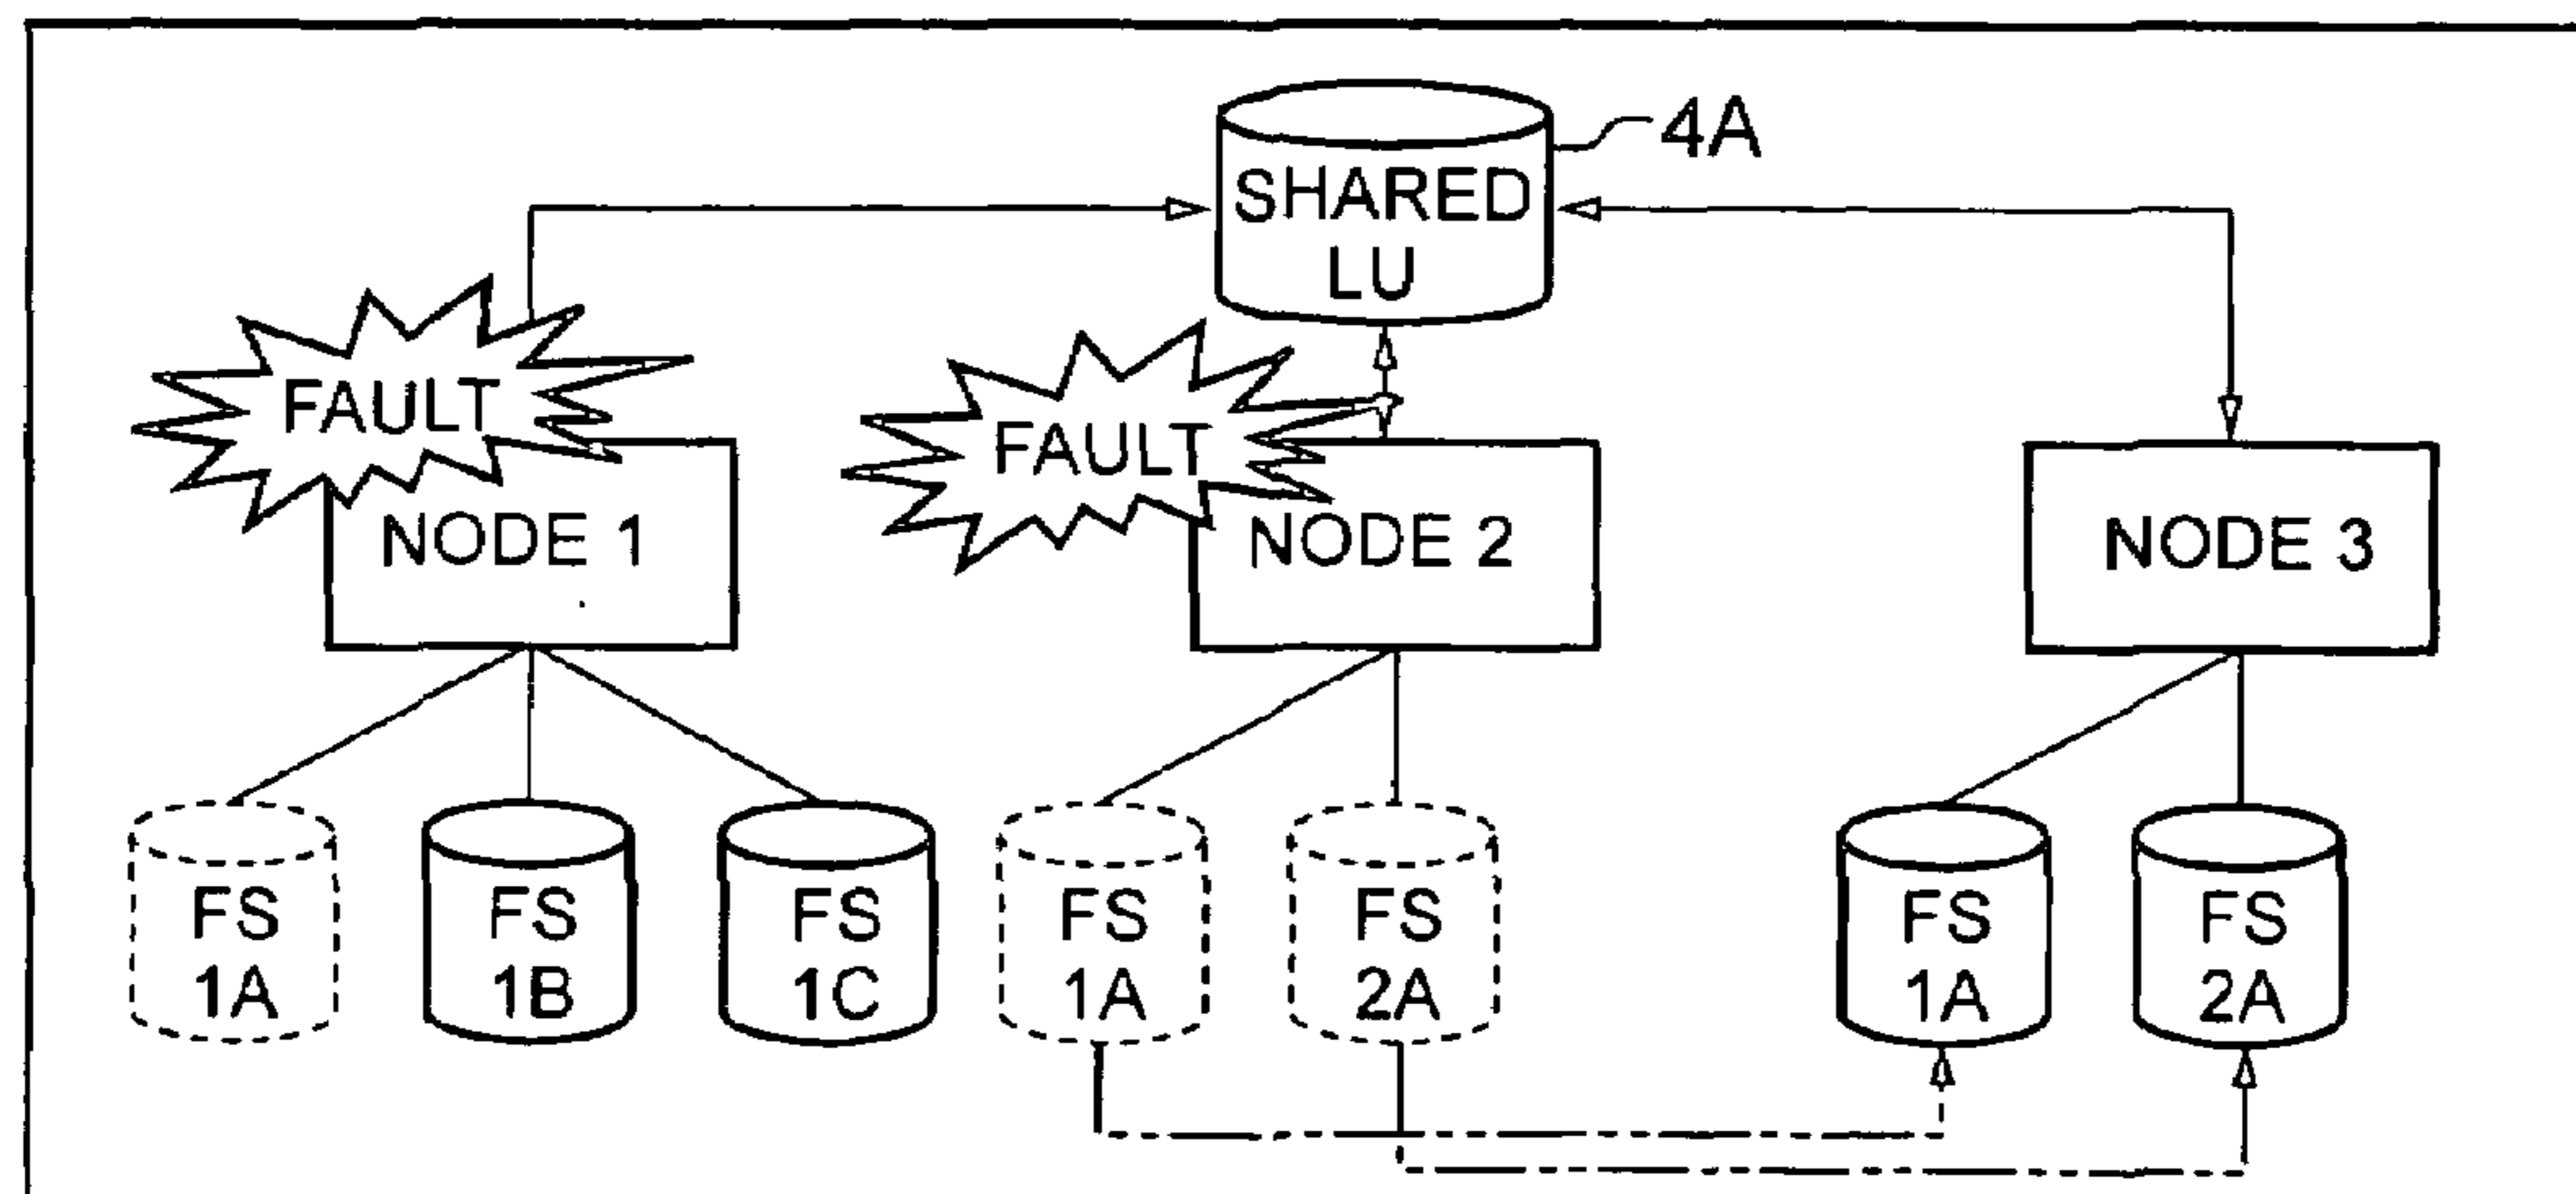 4A
SHARED
LU
FAULT
FAULT
NODE 1
NODE 2
NODE 3
FS
1A
FS
1B
FS
1C
FS
1A
FS
2A
FS
1A
FS
2A